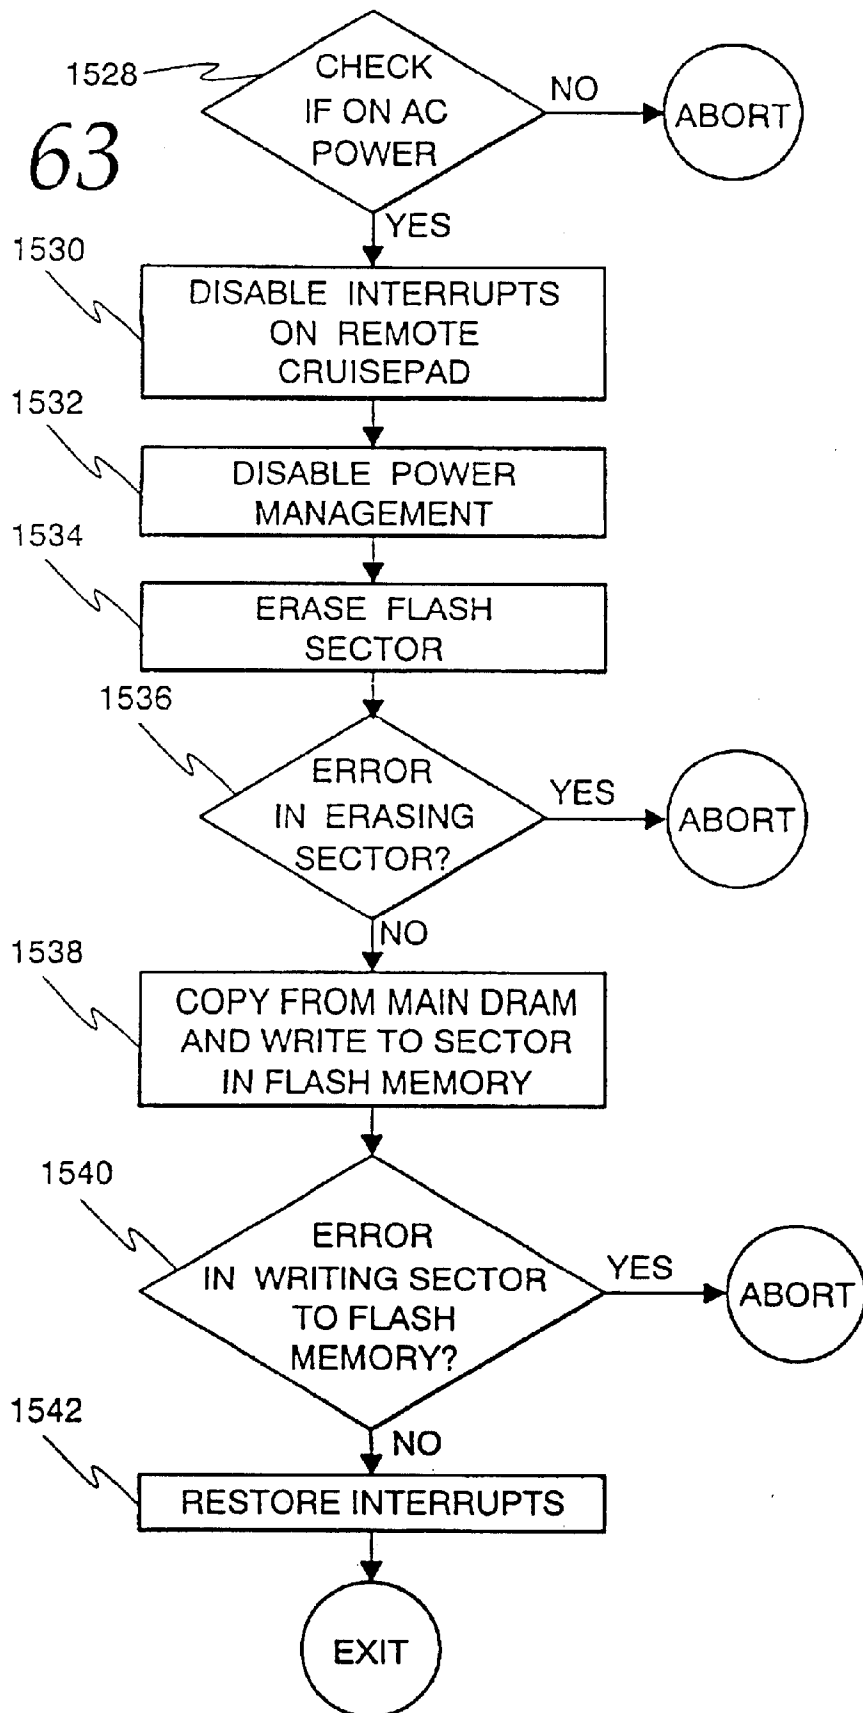 1528
CHECK
IF ON AC
POWER
NO
ABORT
63
YES
1530
DISABLE INTERRUPTS
ON REMOTE
CRUISEPAD
1532
DISABLE POWER
MANAGEMENT
1534
ERASE FLASH
SECTOR
1536
ERROR
IN ERASING
SECTOR?
YES
ABORT
NO
1538
COPY FROM MAIN DRAM
AND WRITE TO SECTOR
IN FLASH MEMORY
1540
ERROR
IN WRITING SECTOR
TO FLASH
MEMORY?
YES
ABORT
NO
1542
RESTORE INTERRUPTS
EXIT